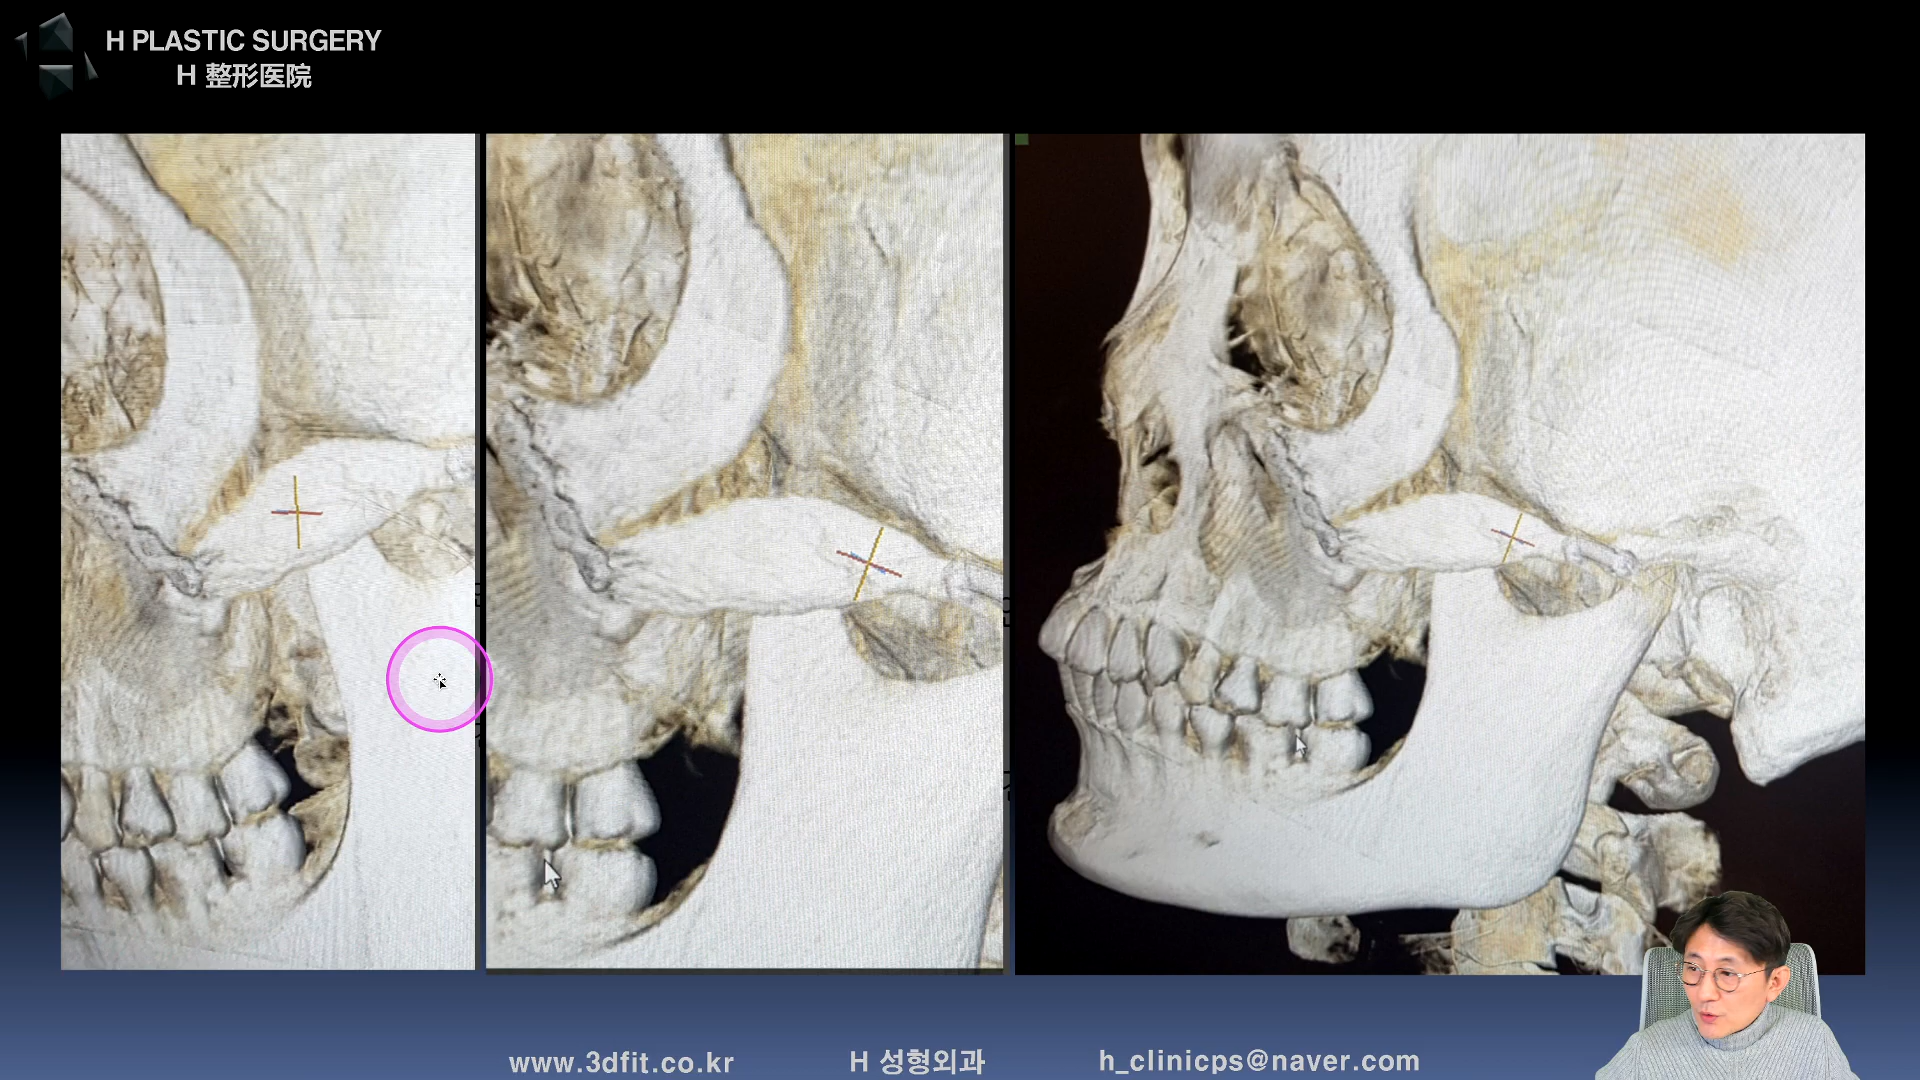 H PLASTIC SURGERY
H 整形医院
www.3dfit.co.kr
H 성형외과
h_clinicps@naver.com